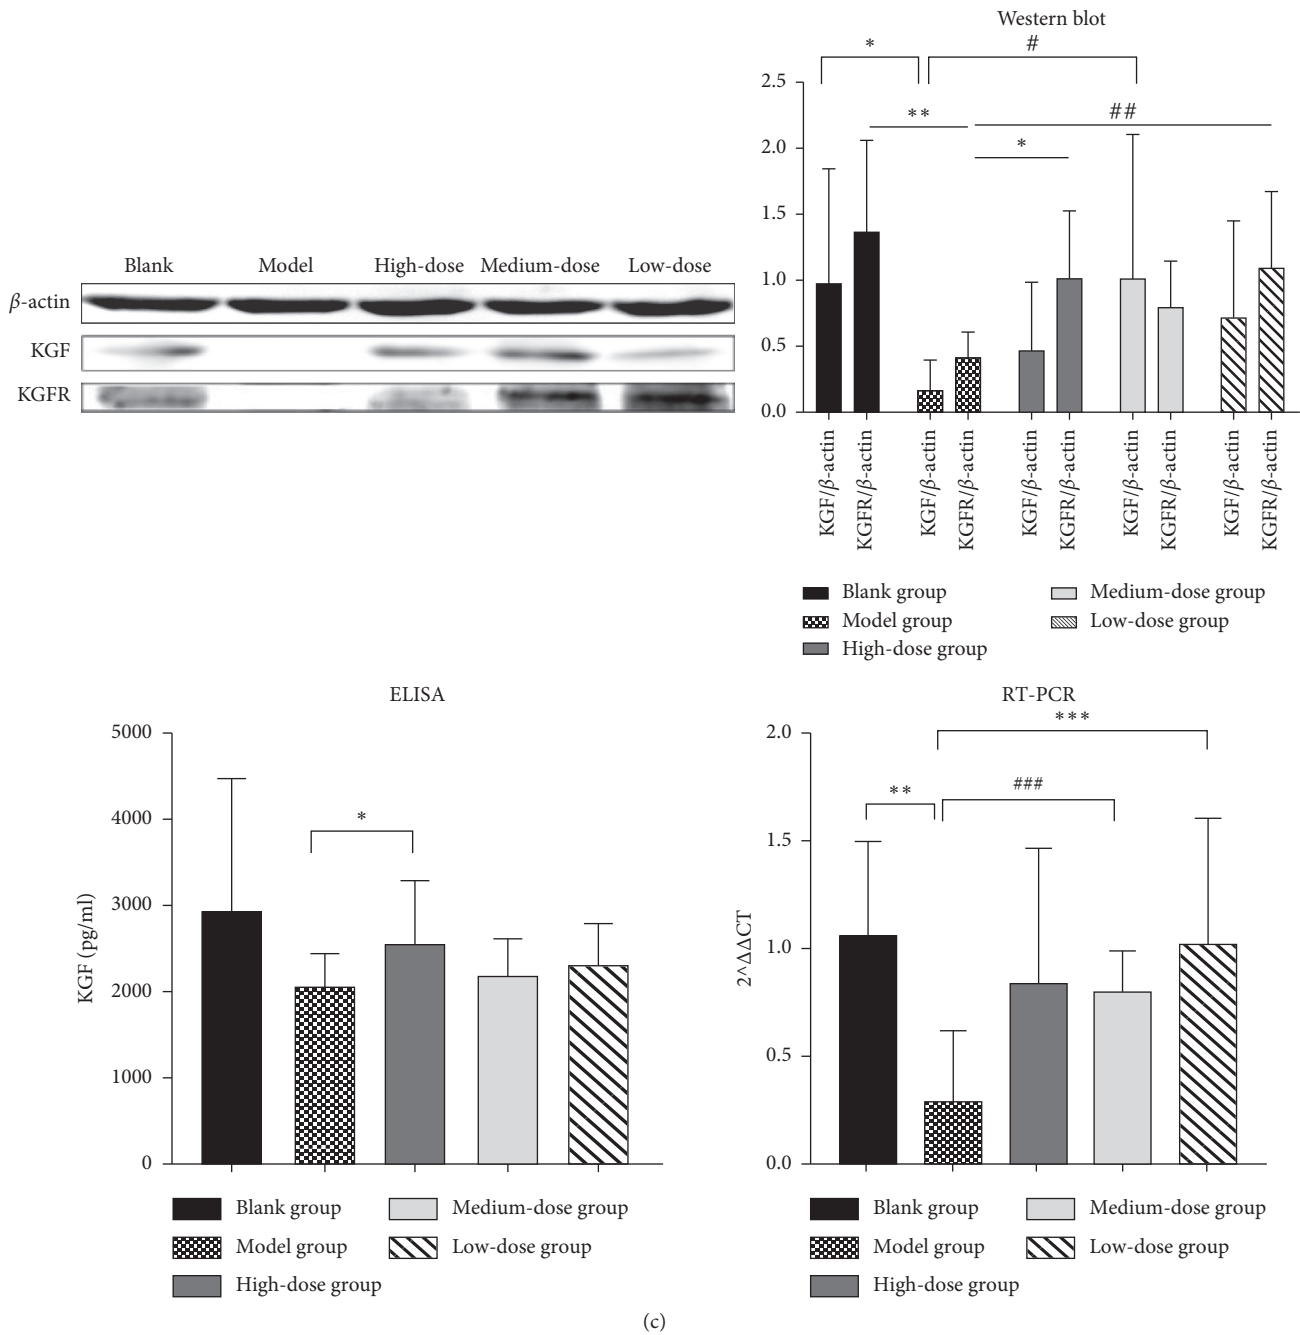 Western blot
* #
2.5
** ##
2.0
*
1.5
1.0
0.5
0.0
Blank Model High-dose Medium-dose Low-dose
β-actin
KGF
KGFR
KGF/β-actin
KGFR/β-actin
KGF/β-actin
KGFR/β-actin
KGF/β-actin
KGFR/β-actin
KGF/β-actin
KGFR/β-actin
KGF/β-actin
KGFR/β-actin
Blank group
Model group
High-dose group
Medium-dose group
Low-dose group
ELISA
KGF (pg/ml)
5000
4000
3000
2000
1000
0
*
Blank group
Model group
High-dose group
Medium-dose group
Low-dose group
RT-PCR
2^ΔΔCT
2.0
1.5
1.0
0.5
0.0
***
** ###
Blank group
Model group
High-dose group
Medium-dose group
Low-dose group
(c)